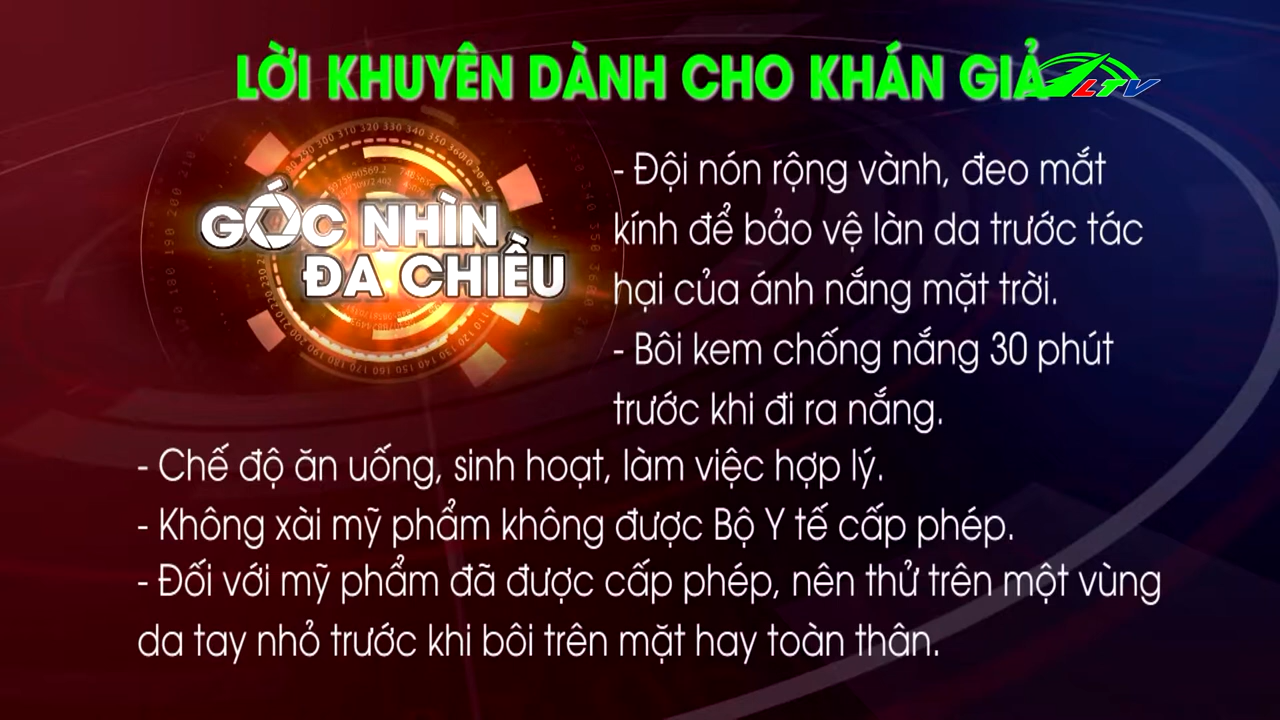 LỜI KHUYÊN DÀNH CHO KHÁN GIẢ
LTV
GÓC NHÌN
ĐA CHIỀU
- Đội nón rộng vành, đeo mắt
kính để bảo vệ làn da trước tác
hại của ánh nắng mặt trời.
- Bôi kem chống nắng 30 phút
trước khi đi ra nắng.
- Chế độ ăn uống, sinh hoạt, làm việc hợp lý.
- Không xài mỹ phẩm không được Bộ Y tế cấp phép.
- Đối với mỹ phẩm đã được cấp phép, nên thử trên một vùng
da tay nhỏ trước khi bôi trên mặt hay toàn thân.